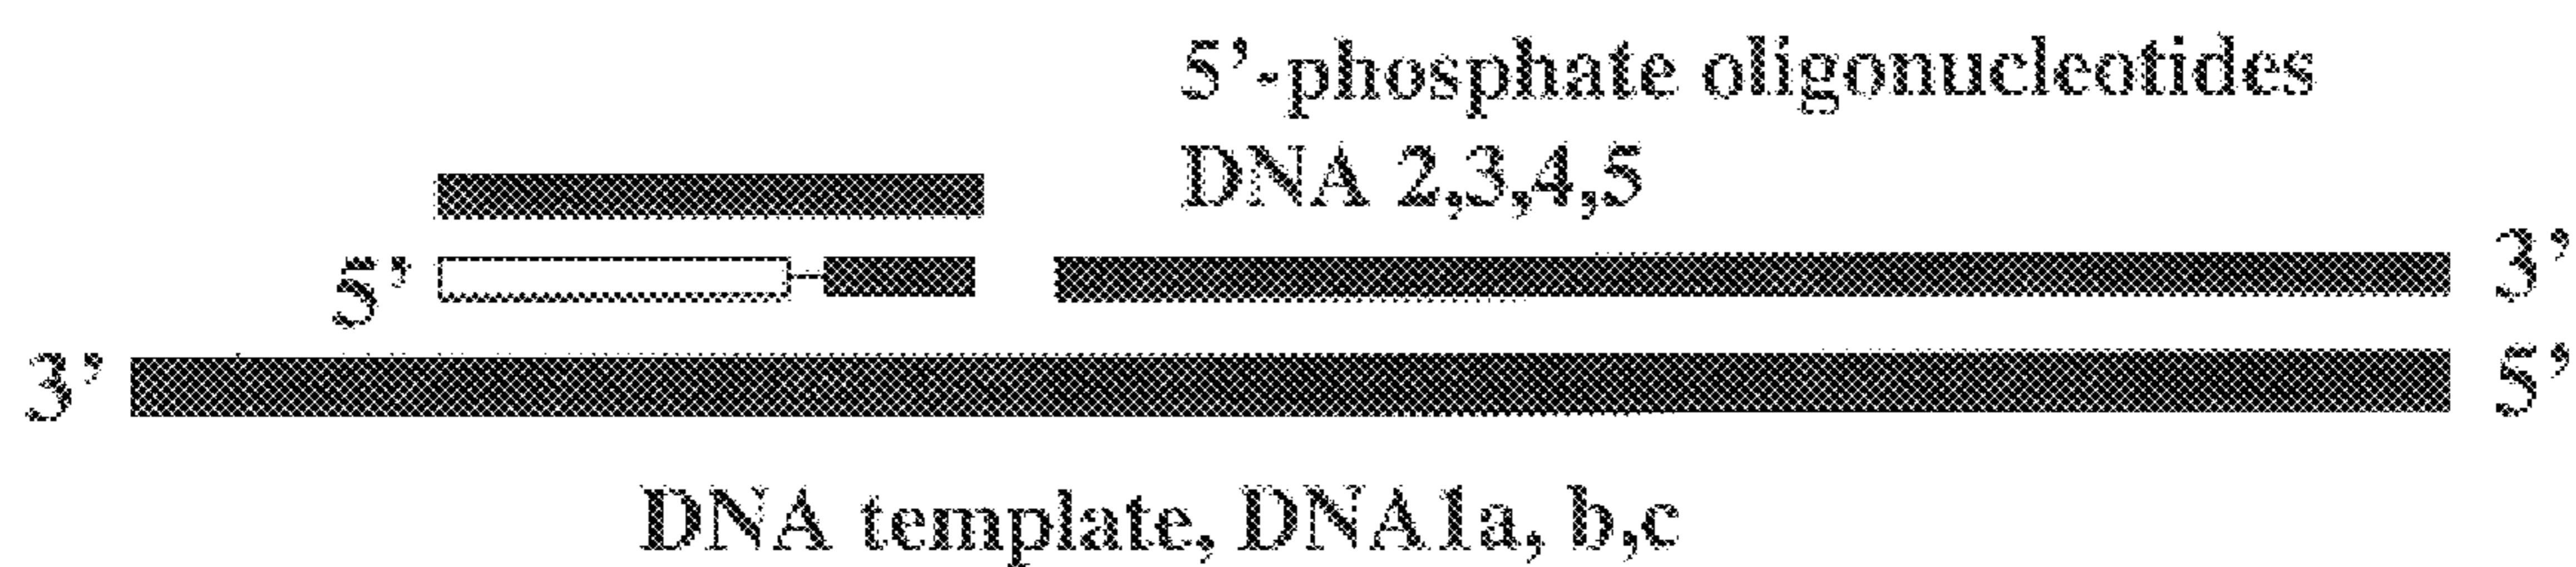 5’-phosphate oligonucleotides
DNA 2,3,4,5
5’ 3’
3’ 5’
DNA template, DNA1a, b,c